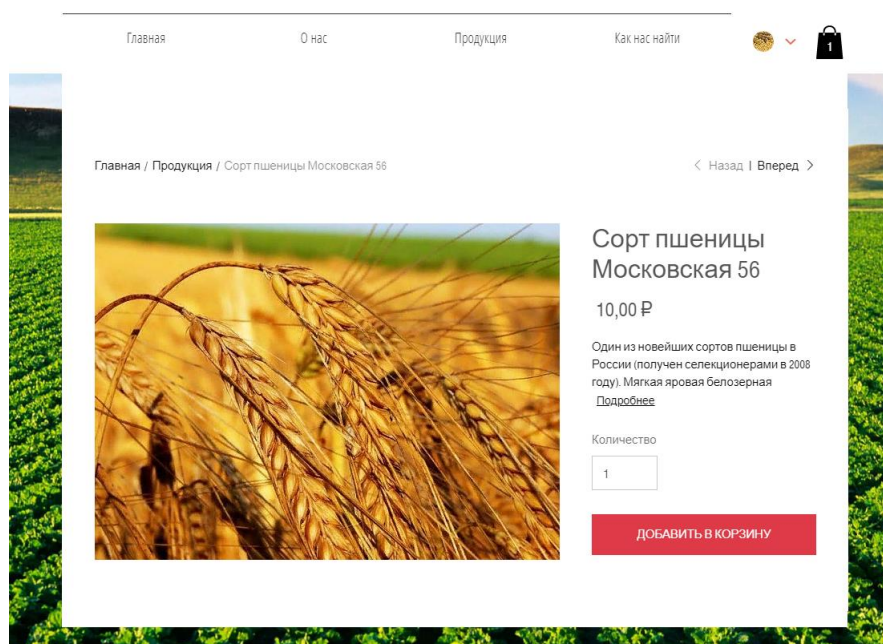 Главная О нас Продукция Как нас найти 1
Главная / Продукция / Сорт пшеницы Московская 56 < Назад | Вперед >
Сорт пшеницы
Московская 56
10,00 ₽
Один из новейших сортов пшеницы в
России (получен селекционерами в 2008
году). Мягкая яровая белозерная
Подробнее
Количество
1
ДОБАВИТЬ В КОРЗИНУ